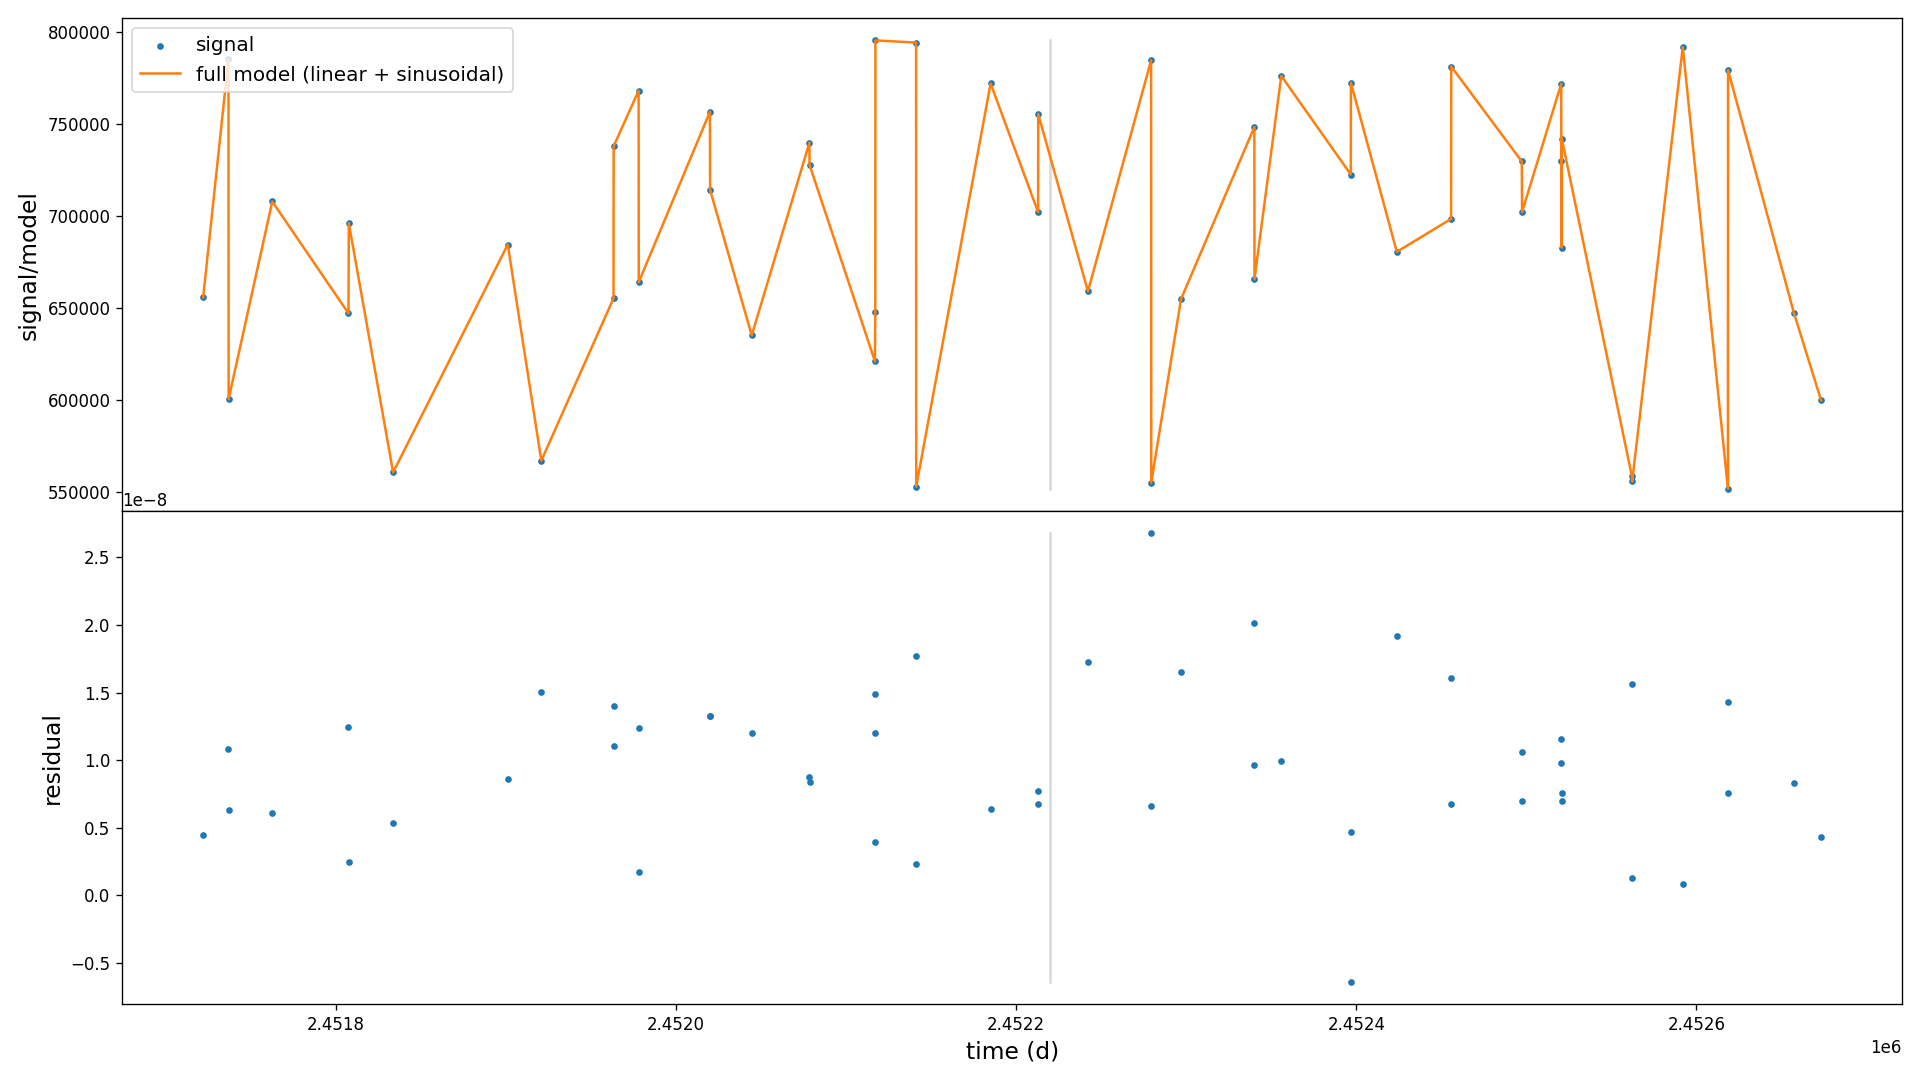 800000
750000
700000
650000
600000
550000
signal/model
signal
full model (linear + sinusoidal)
1e−8
2.5
2.0
1.5
1.0
0.5
0.0
−0.5
residual
2.4518
2.4520
2.4522
2.4524
2.4526
time (d)
1e6